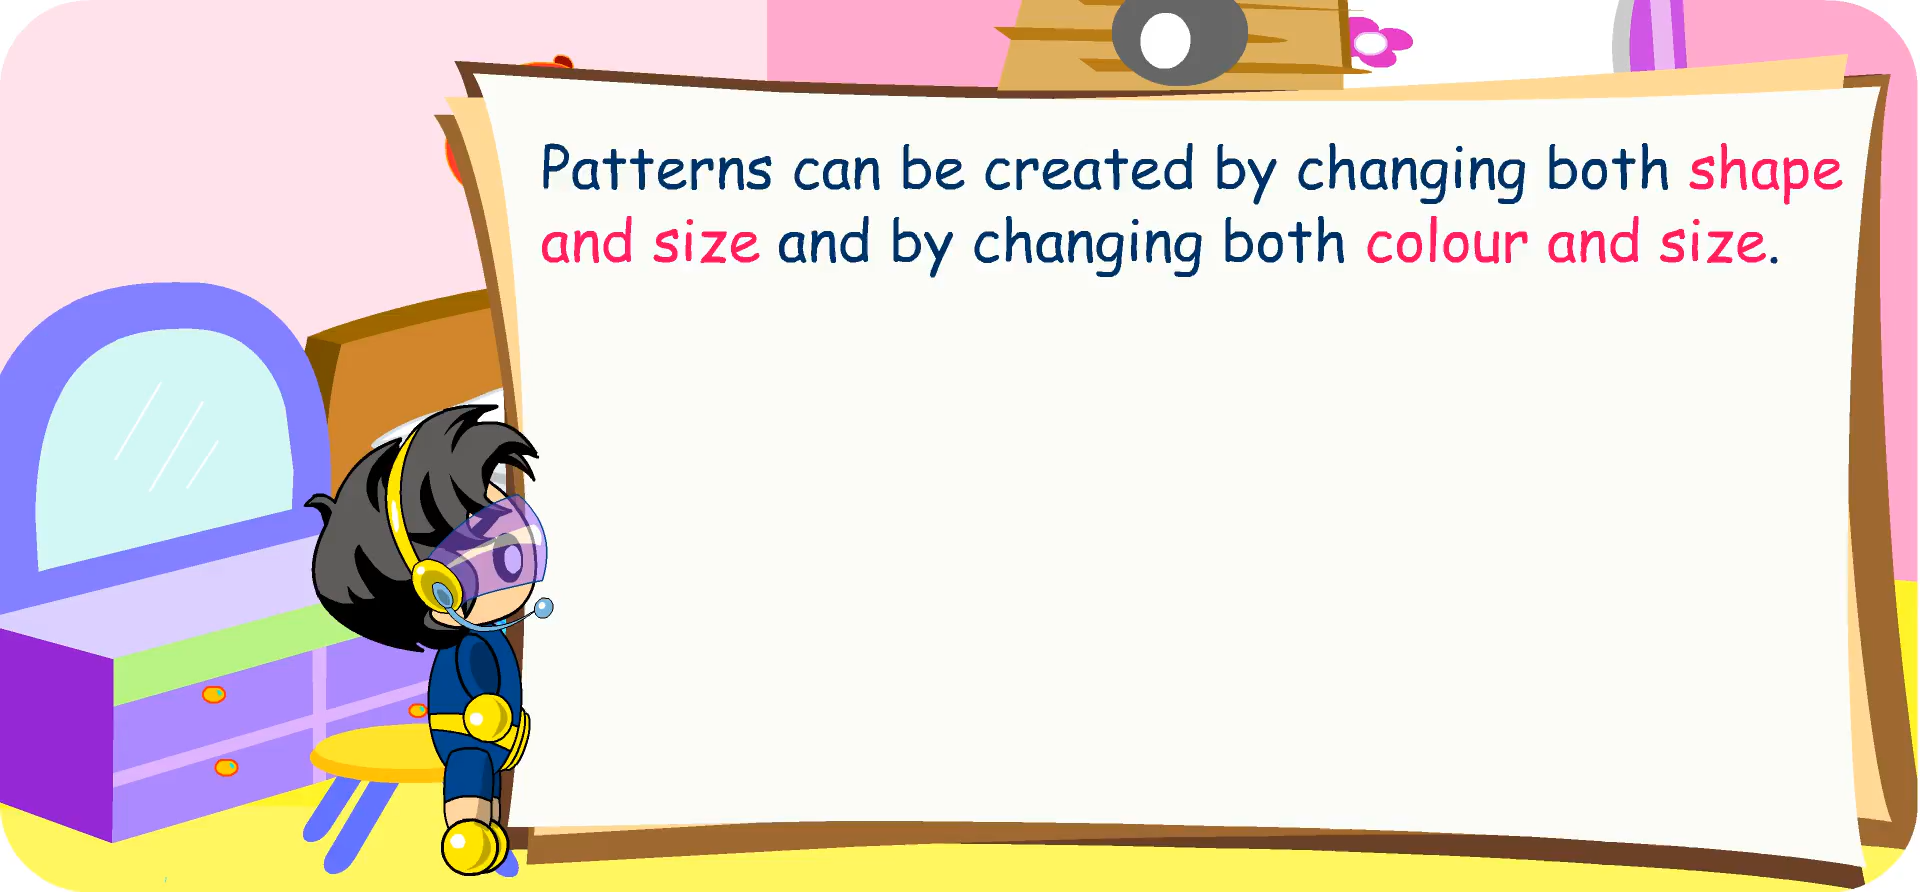 Patterns can be created by changing both shape
and size and by changing both colour and size.